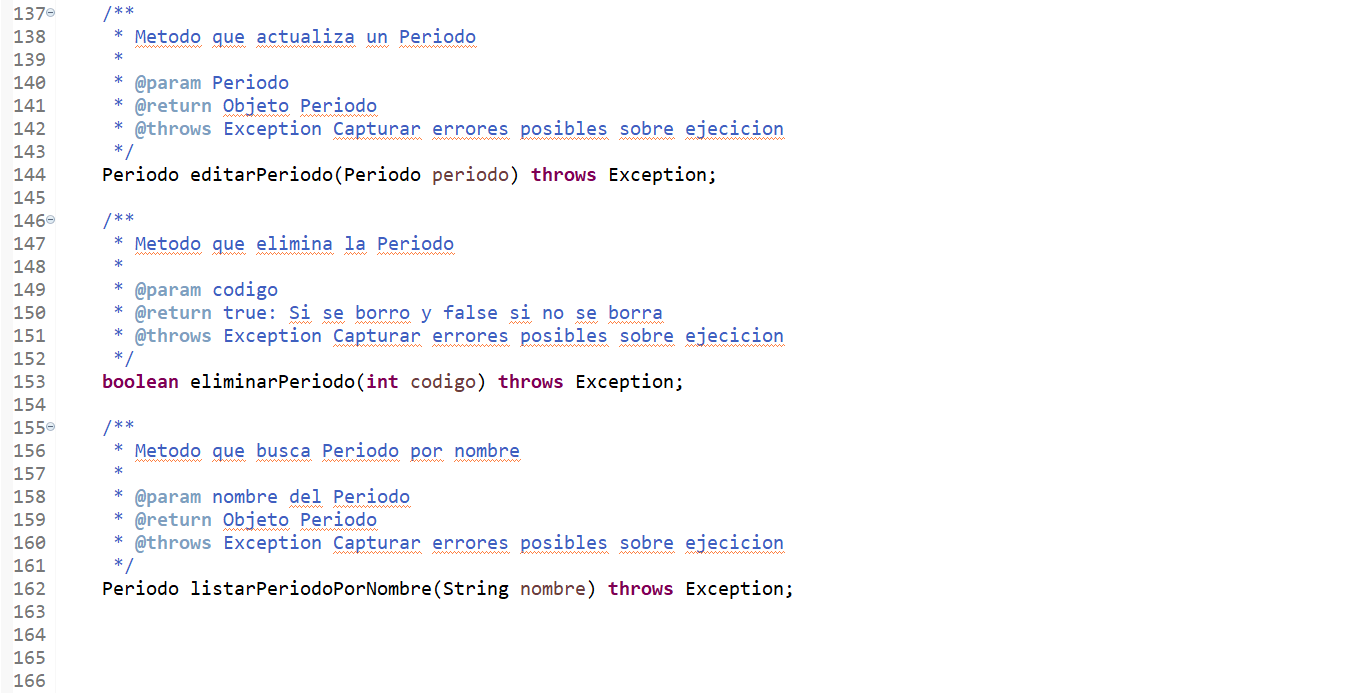 137 /**
138 * Metodo que actualiza un Periodo
139 *
140 * @param Periodo
141 * @return Objeto Periodo
142 * @throws Exception Capturar errores posibles sobre ejecicion
143 */
144 Periodo editarPeriodo(Periodo periodo) throws Exception;
145
146 /**
147 * Metodo que elimina la Periodo
148 *
149 * @param codigo
150 * @return true: Si se borro y false si no se borra
151 * @throws Exception Capturar errores posibles sobre ejecicion
152 */
153 boolean eliminarPeriodo(int codigo) throws Exception;
154
155 /**
156 * Metodo que busca Periodo por nombre
157 *
158 * @param nombre del Periodo
159 * @return Objeto Periodo
160 * @throws Exception Capturar errores posibles sobre ejecicion
161 */
162 Periodo listarPeriodoPorNombre(String nombre) throws Exception;
163
164
165
166